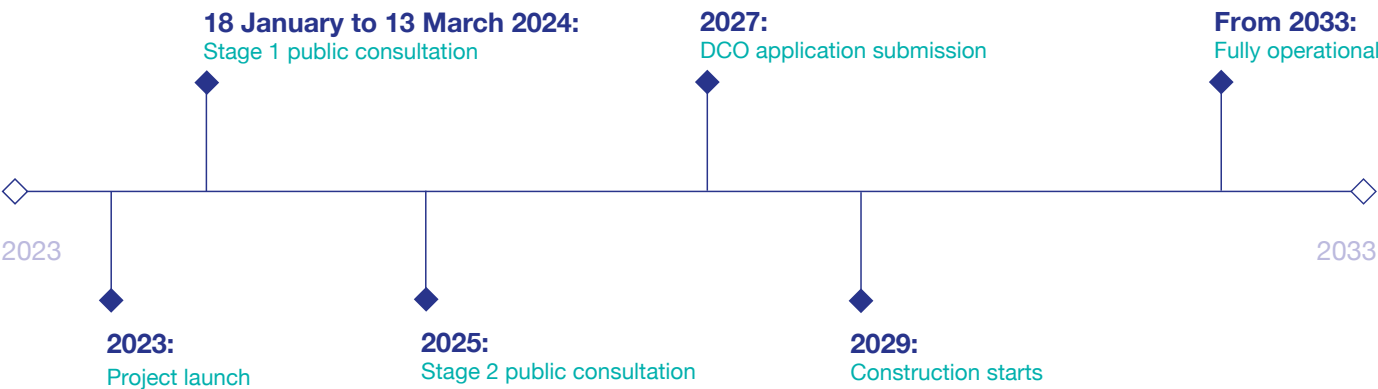 18 January to 13 March 2024:
Stage 1 public consultation
2027:
DCO application submission
From 2033:
Fully operational
2023
2033
2023:
Project launch
2025:
Stage 2 public consultation
2029:
Construction starts